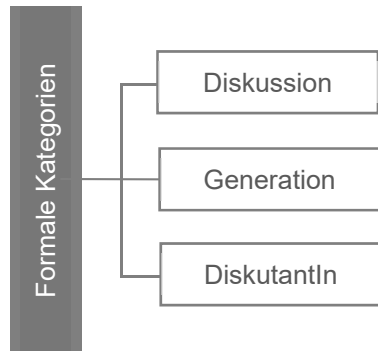 Formale Kategorien
Diskussion
Generation
DiskutantIn